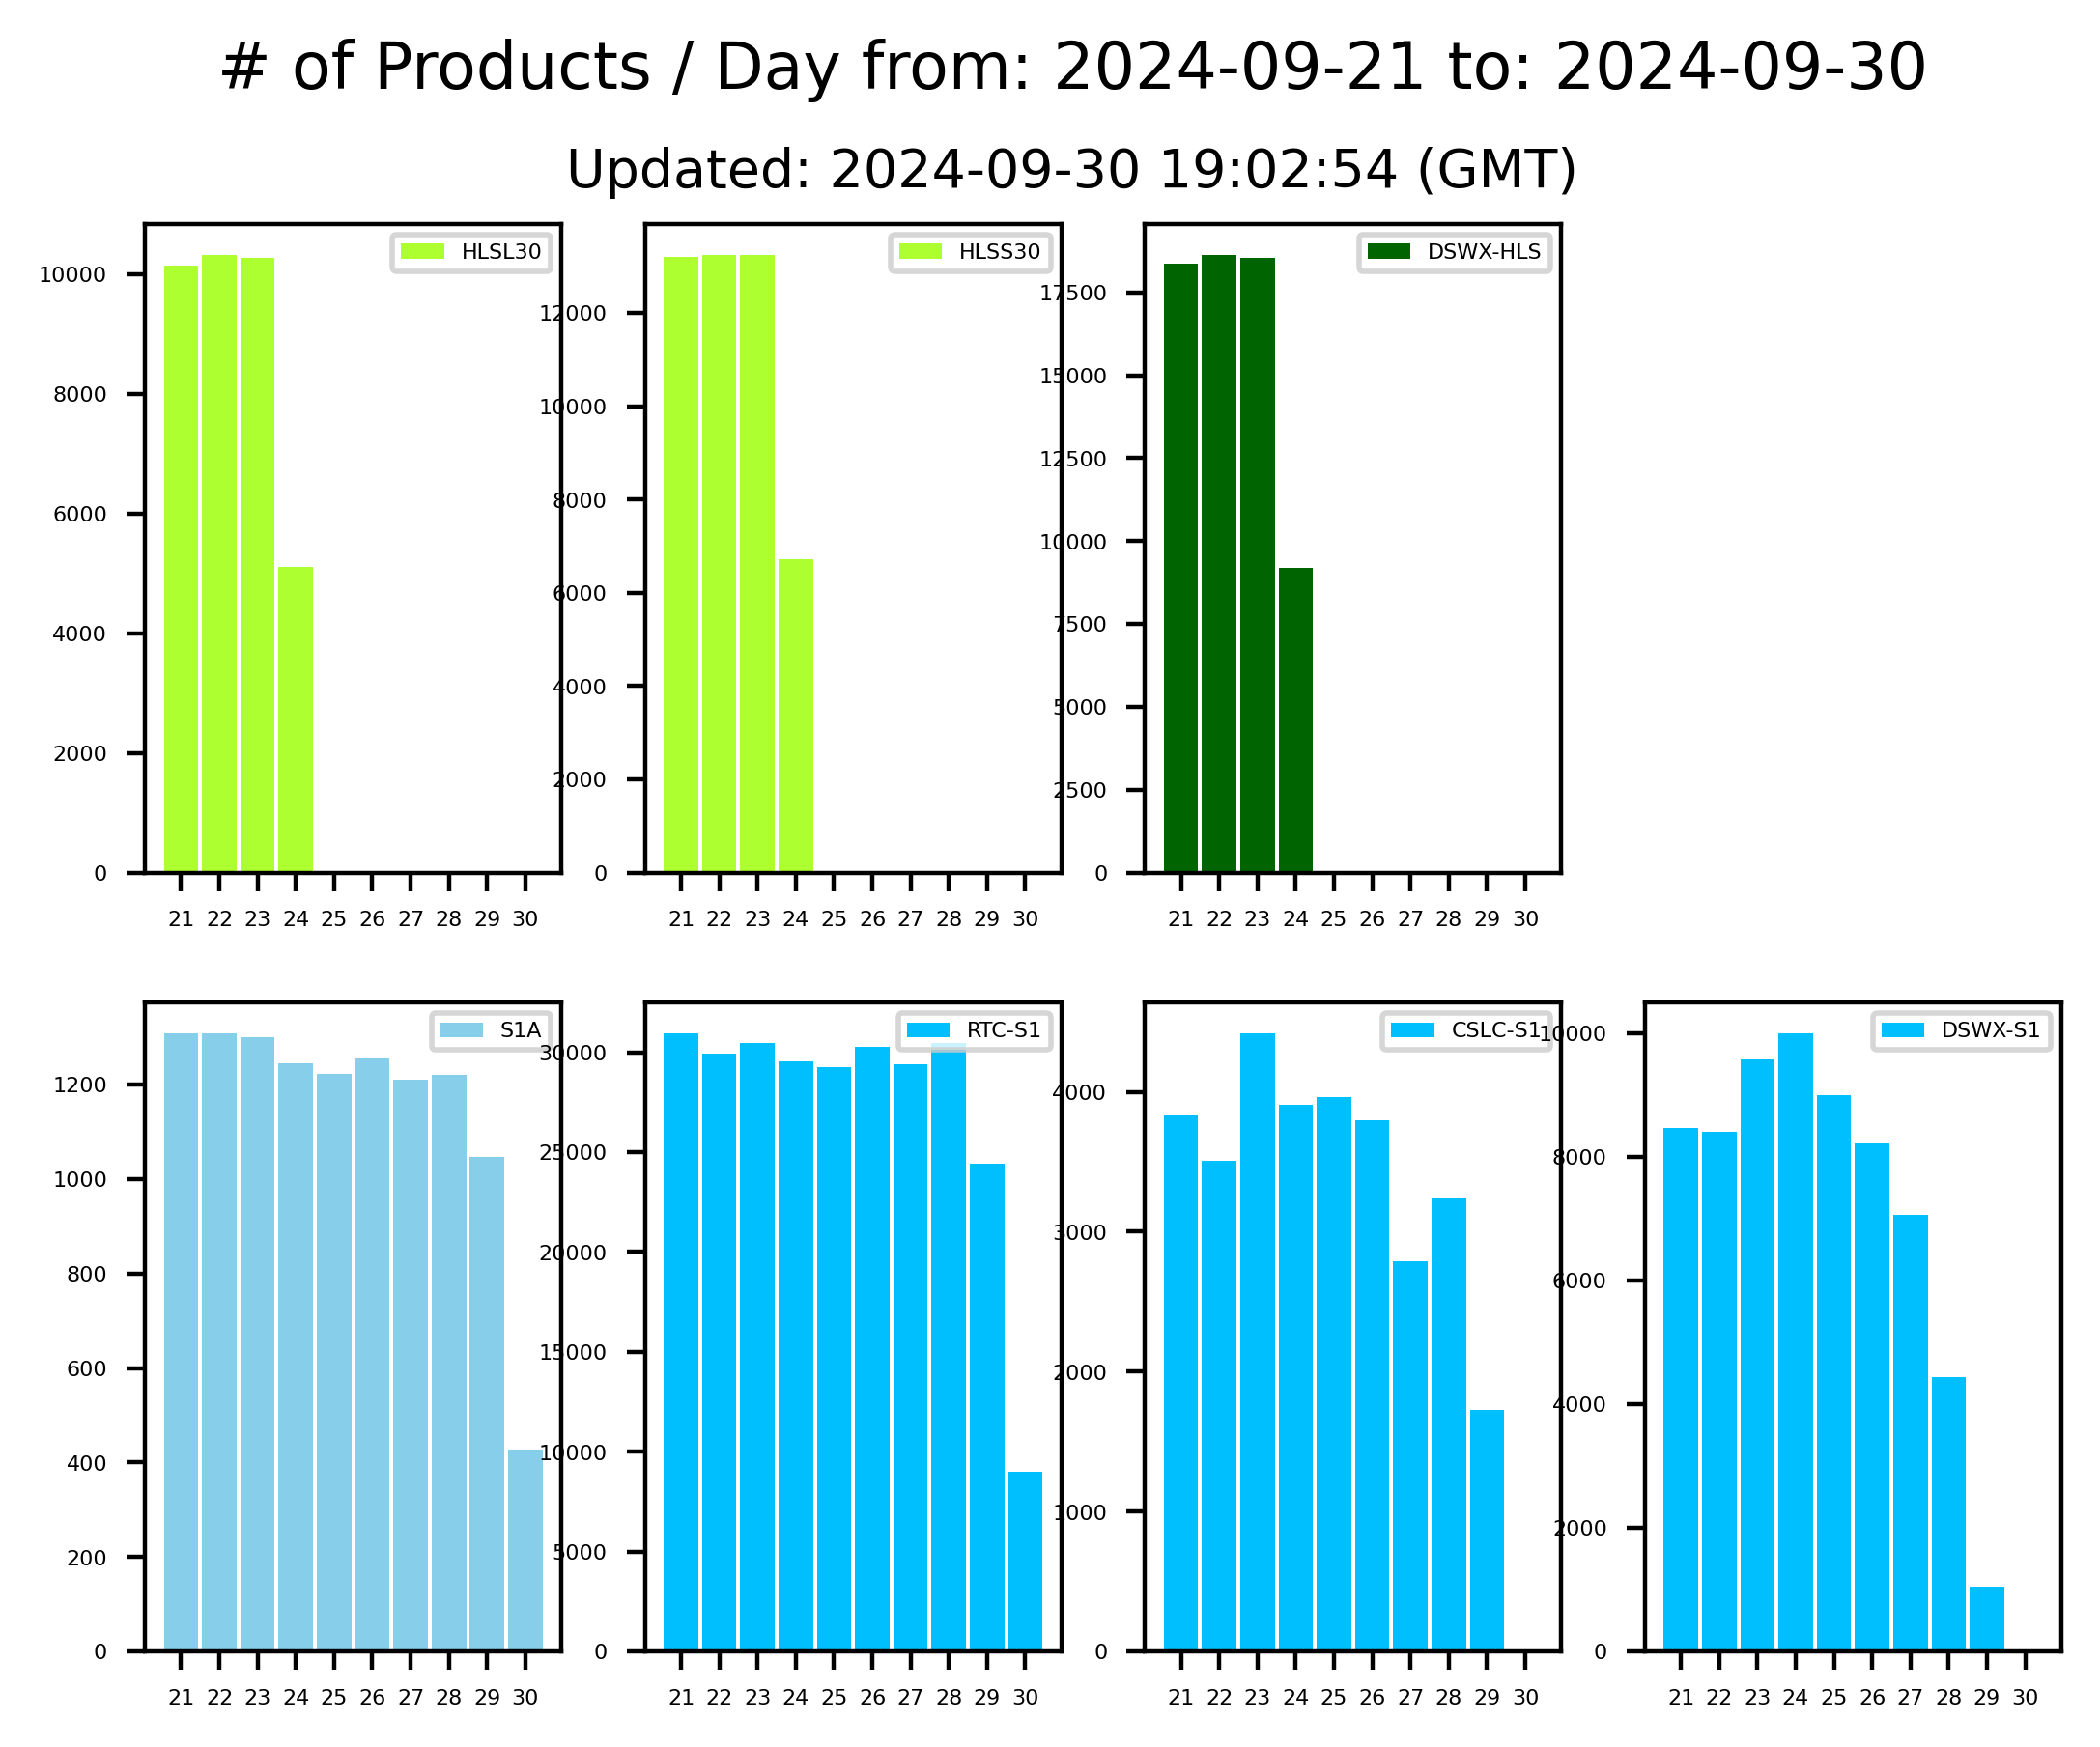 # of Products / Day from: 2024-09-21 to: 2024-09-30
Updated: 2024-09-30 19:02:54 (GMT)
HLSL30
10000
8000
6000
4000
2000
0
21 22 23 24 25 26 27 28 29 30
HLSS30
12000
10000
8000
6000
4000
2000
0
21 22 23 24 25 26 27 28 29 30
DSWX-HLS
17500
15000
12500
10000
7500
5000
2500
0
21 22 23 24 25 26 27 28 29 30
S1A
1200
1000
800
600
400
200
0
21 22 23 24 25 26 27 28 29 30
RTC-S1
30000
25000
20000
15000
10000
5000
0
21 22 23 24 25 26 27 28 29 30
CSLC-S1
4000
3000
2000
1000
0
21 22 23 24 25 26 27 28 29 30
DSWX-S1
10000
8000
6000
4000
2000
0
21 22 23 24 25 26 27 28 29 30